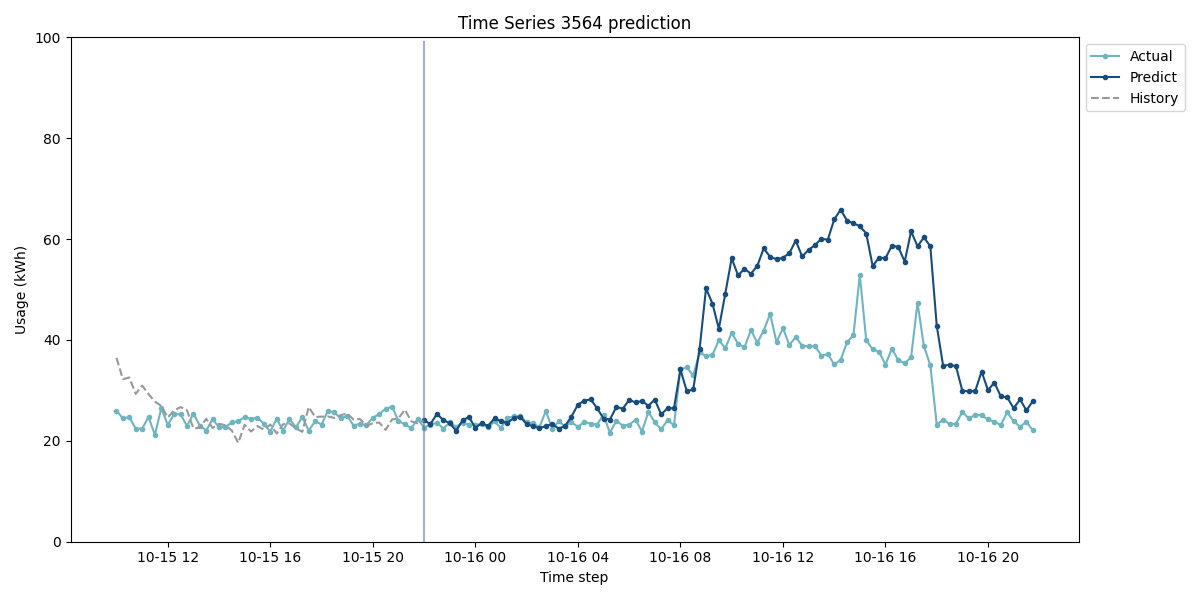 Time Series 3564 prediction
100
80
60
40
20
0
Usage (kWh)
10-15 12
10-15 16
10-15 20
10-16 00
10-16 04
10-16 08
10-16 12
10-16 16
10-16 20
Time step
Actual
Predict
History